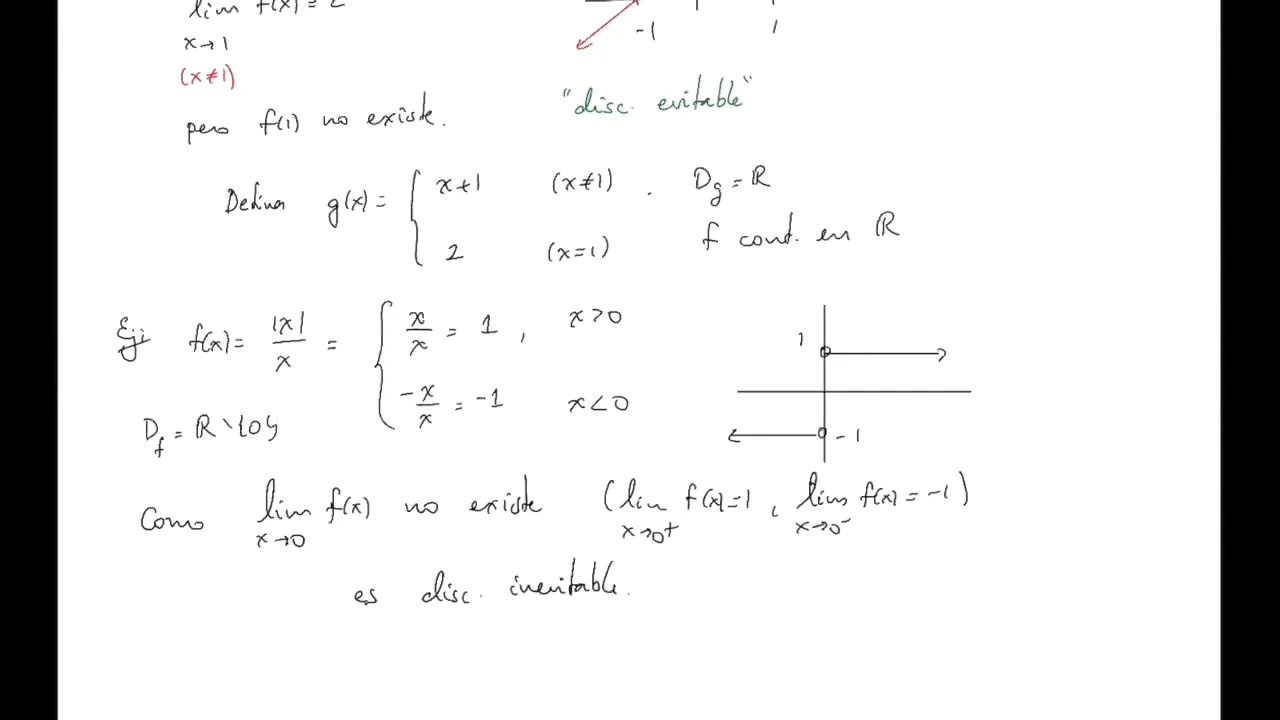 lim f(x) = 2
x→1
(x≠1)
-1 1
"disc. evitable"
pero f(1) no existe.
Defina g(x) = { x+1 (x≠1) . D_g = ℝ
2 (x=1) f cont. en ℝ
Ej: f(x) = |x|/x = { x/x = 1 , x>0
-x/x = -1 x<0
1
-1
D_f = ℝ∖{0}
Como lim f(x) no existe (lim f(x)=1 , lim f(x) = -1)
x→0 x→0⁺ x→0⁻
es disc. inevitable.